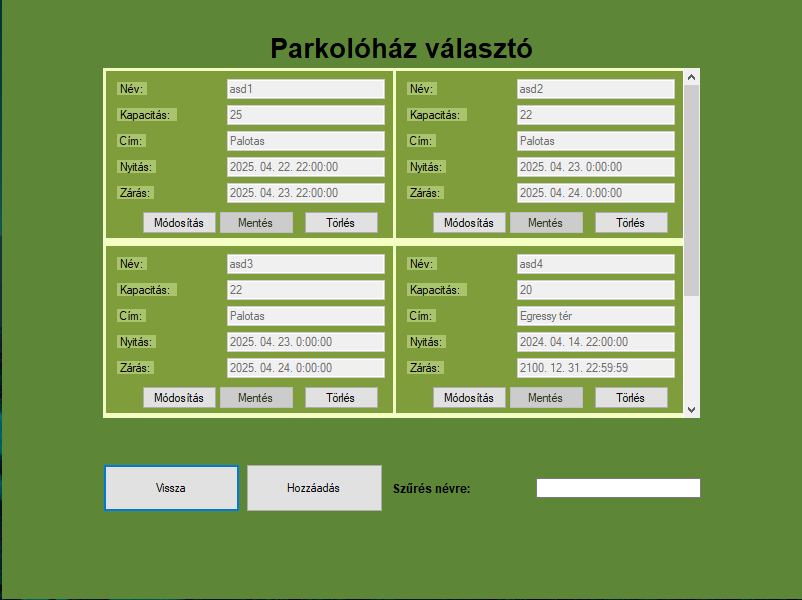 Parkolóház választó
Név: asd1
Kapacitás: 25
Cím: Palotas
Nyitás: 2025. 04. 22. 22:00:00
Zárás: 2025. 04. 23. 22:00:00
Módosítás Mentés Törlés
Név: asd2
Kapacitás: 22
Cím: Palotas
Nyitás: 2025. 04. 23. 0:00:00
Zárás: 2025. 04. 24. 0:00:00
Módosítás Mentés Törlés
Név: asd3
Kapacitás: 22
Cím: Palotas
Nyitás: 2025. 04. 23. 0:00:00
Zárás: 2025. 04. 24. 0:00:00
Módosítás Mentés Törlés
Név: asd4
Kapacitás: 20
Cím: Egressy tér
Nyitás: 2024. 04. 14. 22:00:00
Zárás: 2100. 12. 31. 22:59:59
Módosítás Mentés Törlés
Vissza Hozzáadás Szűrés névre: